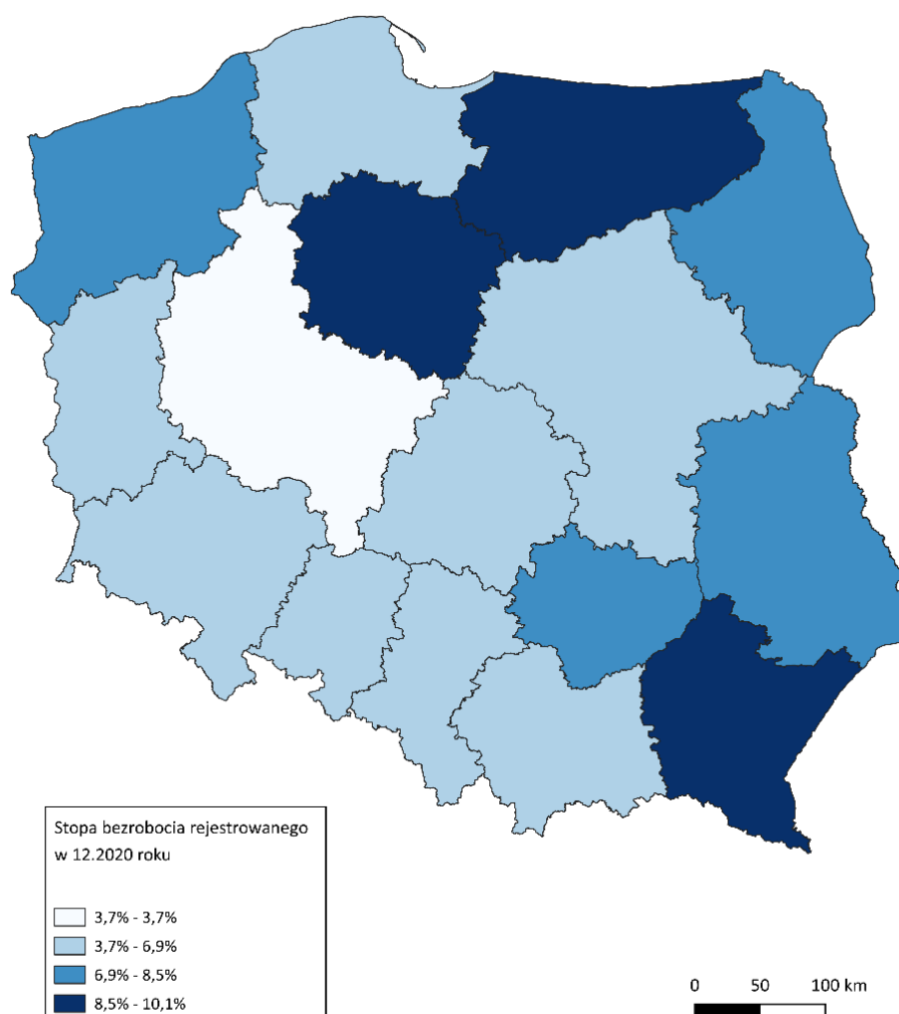 Stopa bezrobocia rejestrowanego
w 12.2020 roku
3,7% - 3,7%
3,7% - 6,9%
6,9% - 8,5%
8,5% - 10,1%
0 50 100 km